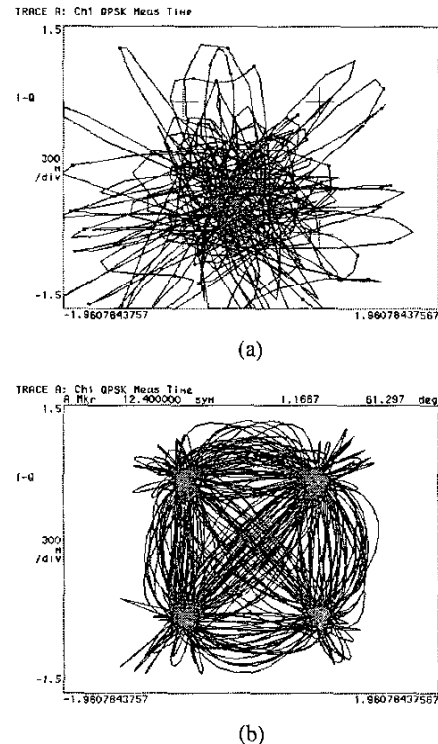 TRACE A: Ch1 QPSK Meas Time
1.5
I-Q
300
M
/div
-1.5
-1.9607843757
1.9607843757
(a)
TRACE A: Ch1 QPSK Meas Time
A Mkr 12.400000 sym 1.1667 61.297 deg
1.5
I-Q
300
M
/div
-1.5
-1.9607843757
1.9607843757
(b)